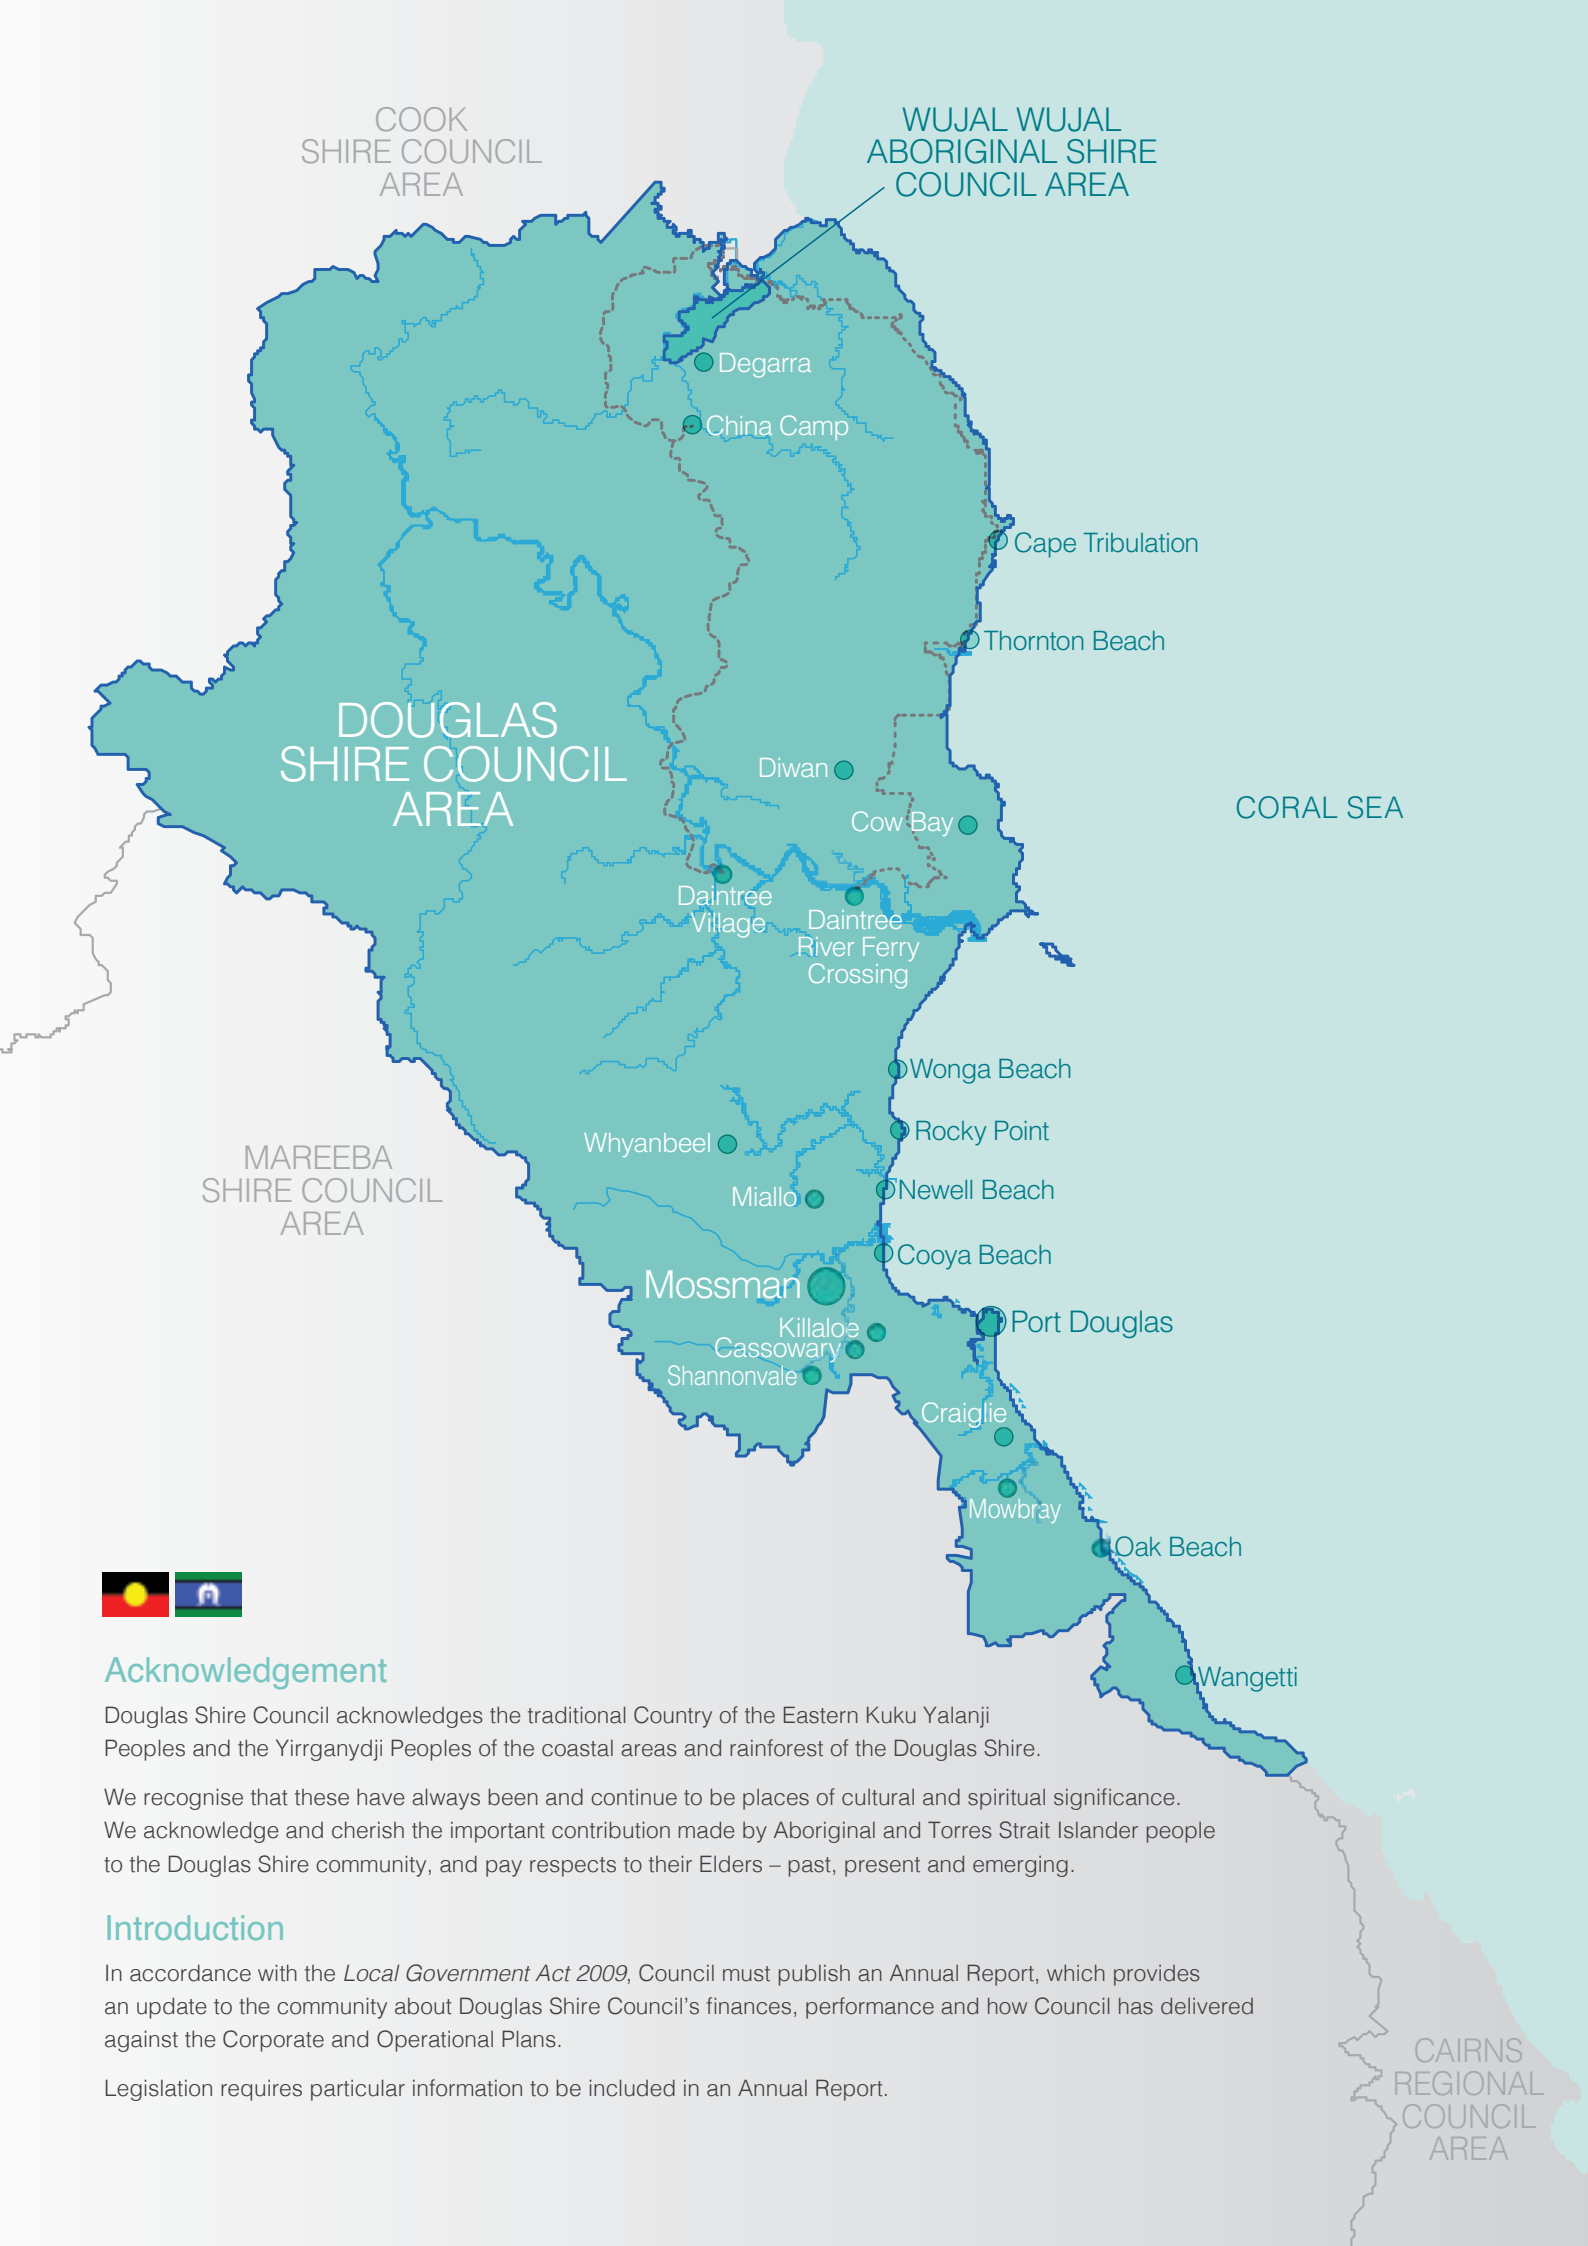 COOK
SHIRE COUNCIL
AREA
WUJAL WUJAL
ABORIGINAL SHIRE
COUNCIL AREA
Degarra
China Camp
Cape Tribulation
Thornton Beach
DOUGLAS
SHIRE COUNCIL
AREA
Diwan
Cow Bay
CORAL SEA
Daintree
Village
Daintree
River Ferry
Crossing
Wonga Beach
Rocky Point
Whyanbeel
MAREEBA
SHIRE COUNCIL
AREA
Miallo
Newell Beach
Cooya Beach
Mossman
Port Douglas
Killaloe
Cassowary
Shannonvale
Craiglie
Mowbray
Oak Beach
Wangetti
Acknowledgement
Douglas Shire Council acknowledges the traditional Country of the Eastern Kuku Yalanji
Peoples and the Yirrganydji Peoples of the coastal areas and rainforest of the Douglas Shire.
We recognise that these have always been and continue to be places of cultural and spiritual significance.
We acknowledge and cherish the important contribution made by Aboriginal and Torres Strait Islander people
to the Douglas Shire community, and pay respects to their Elders – past, present and emerging.
Introduction
In accordance with the Local Government Act 2009, Council must publish an Annual Report, which provides
an update to the community about Douglas Shire Council's finances, performance and how Council has delivered
against the Corporate and Operational Plans.
Legislation requires particular information to be included in an Annual Report.
CAIRNS
REGIONAL
COUNCIL
AREA